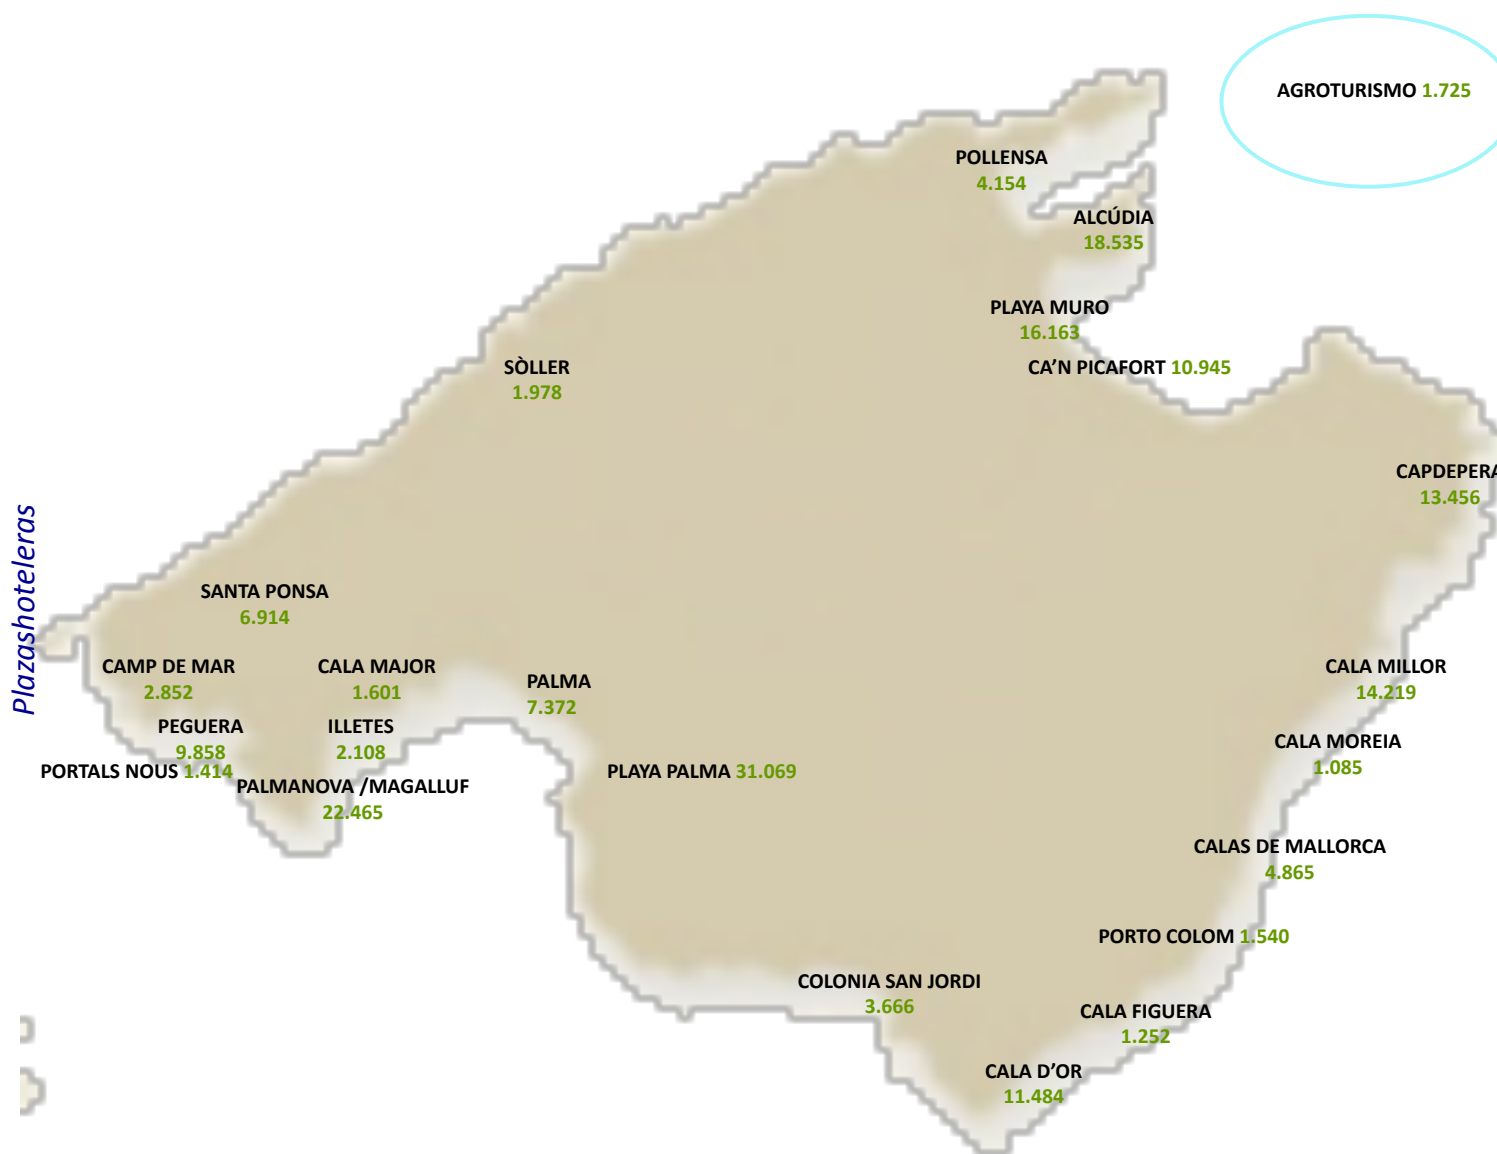 AGROTURISMO 1.725
POLLENSA
4.154
ALCÚDIA
18.535
PLAYA MURO
16.163
CA’N PICAFORT 10.945
SÒLLER
1.978
CAPDEPERA
13.456
Plazashoteleras
SANTA PONSA
6.914
CAMP DE MAR
2.852
CALA MAJOR
1.601
PALMA
7.372
CALA MILLOR
14.219
PEGUERA
9.858
ILLETES
2.108
CALA MOREIA
1.085
PORTALS NOUS 1.414
PLAYA PALMA 31.069
PALMANOVA /MAGALLUF
22.465
CALAS DE MALLORCA
4.865
PORTO COLOM 1.540
COLONIA SAN JORDI
3.666
CALA FIGUERA
1.252
CALA D’OR
11.484